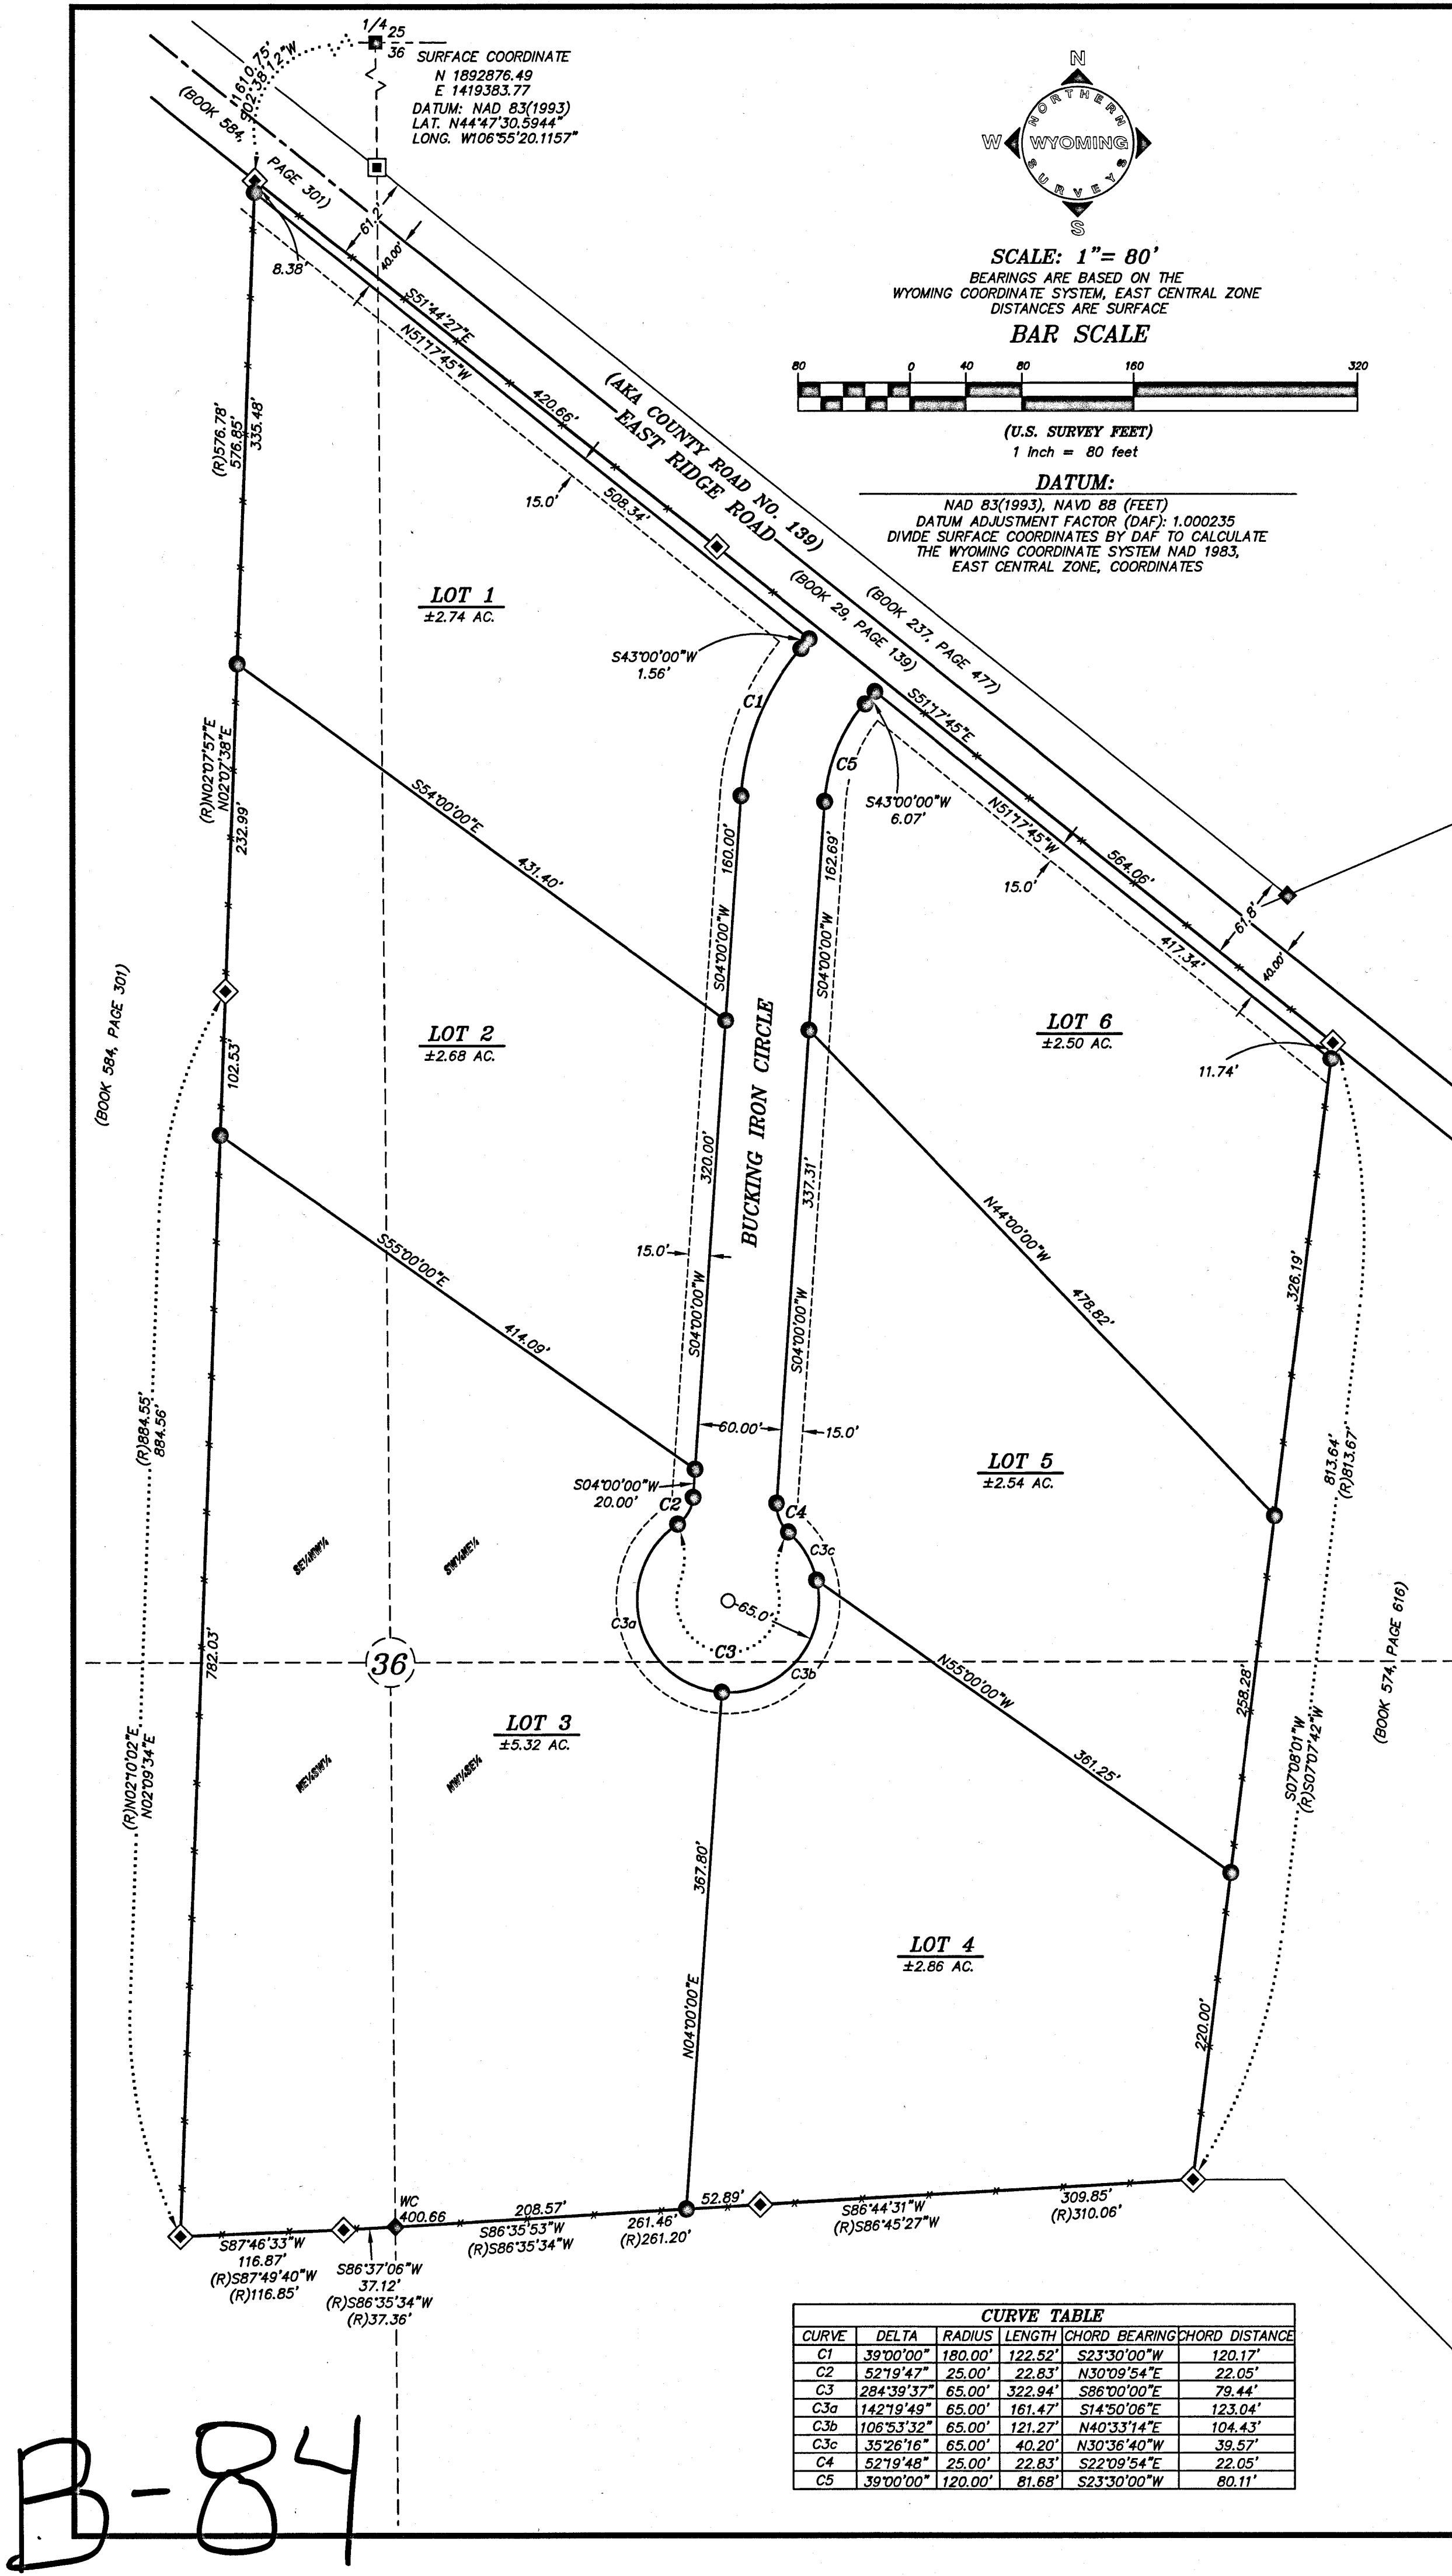 1/4 25
36
SURFACE COORDINATE
N 1892876.49
E 1419383.77
DATUM: NAD 83(1993)
LAT. N44°47'30.5944"
LONG. W106°55'20.1157"
1610.75'
S02°38'12"W
(BOOK 584,
PAGE 301)
N
NORTHERN
W WYOMING
SURVEYS
S
SCALE: 1"= 80'
BEARINGS ARE BASED ON THE
WYOMING COORDINATE SYSTEM, EAST CENTRAL ZONE
DISTANCES ARE SURFACE
BAR SCALE
80 0 40 80 160 320
(U.S. SURVEY FEET)
1 Inch = 80 feet
DATUM:
NAD 83(1993), NAVD 88 (FEET)
DATUM ADJUSTMENT FACTOR (DAF): 1.000235
DIVIDE SURFACE COORDINATES BY DAF TO CALCULATE
THE WYOMING COORDINATE SYSTEM NAD 1983,
EAST CENTRAL ZONE, COORDINATES
61.2'
40.00'
8.38'
S51°44'27"E
N51°17'45"W
420.66'
508.34'
15.0'
(AKA COUNTY ROAD NO. 139)
EAST RIDGE ROAD
(BOOK 29, PAGE 139)
(BOOK 237, PAGE 477)
(R)576.78'
576.85'
335.48'
LOT 1
±2.74 AC.
S43°00'00"W
1.56'
C1
C5
S43°00'00"W
6.07'
S51°17'45"E
N51°17'45"W
564.06'
15.0'
417.34'
61.8'
40.00'
11.74'
(R)N02°07'57"E
N02°07'38"E
232.99'
S54°00'00"E
431.40'
160.00'
S04°00'00"W
162.69'
S04°00'00"W
(BOOK 584, PAGE 301)
102.53'
LOT 2
±2.68 AC.
LOT 6
±2.50 AC.
BUCKING IRON CIRCLE
320.00'
S04°00'00"W
337.31'
S04°00'00"W
15.0'
60.00'
15.0'
N44°00'00"W
478.82'
326.19'
S55°00'00"E
414.09'
(R)884.55'
884.56'
LOT 5
±2.54 AC.
813.64'
(R)813.67'
S04°00'00"W
20.00'
C2
C4
C3c
C3a
65.0'
C3
C3b
SE¼NW¼
SW¼NE¼
782.03'
36
N55°00'00"W
361.25'
258.28'
(BOOK 574, PAGE 616)
S07°08'01"W
(R)S07°07'42"W
LOT 3
±5.32 AC.
NE¼SW¼
NW¼SE¼
(R)N02°10'02"E
N02°09'34"E
367.80'
N04°00'00"E
LOT 4
±2.86 AC.
220.00'
WC
400.66
208.57'
S86°35'53"W
(R)S86°35'34"W
261.46'
(R)261.20'
52.89'
S86°44'31"W
(R)S86°45'27"W
309.85'
(R)310.06'
S87°46'33"W
116.87'
(R)S87°49'40"W
(R)116.85'
S86°37'06"W
37.12'
(R)S86°35'34"W
(R)37.36'
CURVE TABLE
CURVE DELTA RADIUS LENGTH CHORD BEARING CHORD DISTANCE
C1 39°00'00" 180.00' 122.52' S23°30'00"W 120.17'
C2 52°19'47" 25.00' 22.83' N30°09'54"E 22.05'
C3 284°39'37" 65.00' 322.94' S86°00'00"E 79.44'
C3a 142°19'49" 65.00' 161.47' S14°50'06"E 123.04'
C3b 106°53'32" 65.00' 121.27' N40°33'14"E 104.43'
C3c 35°26'16" 65.00' 40.20' N30°36'40"W 39.57'
C4 52°19'48" 25.00' 22.83' S22°09'54"E 22.05'
C5 39°00'00" 120.00' 81.68' S23°30'00"W 80.11'
B-84